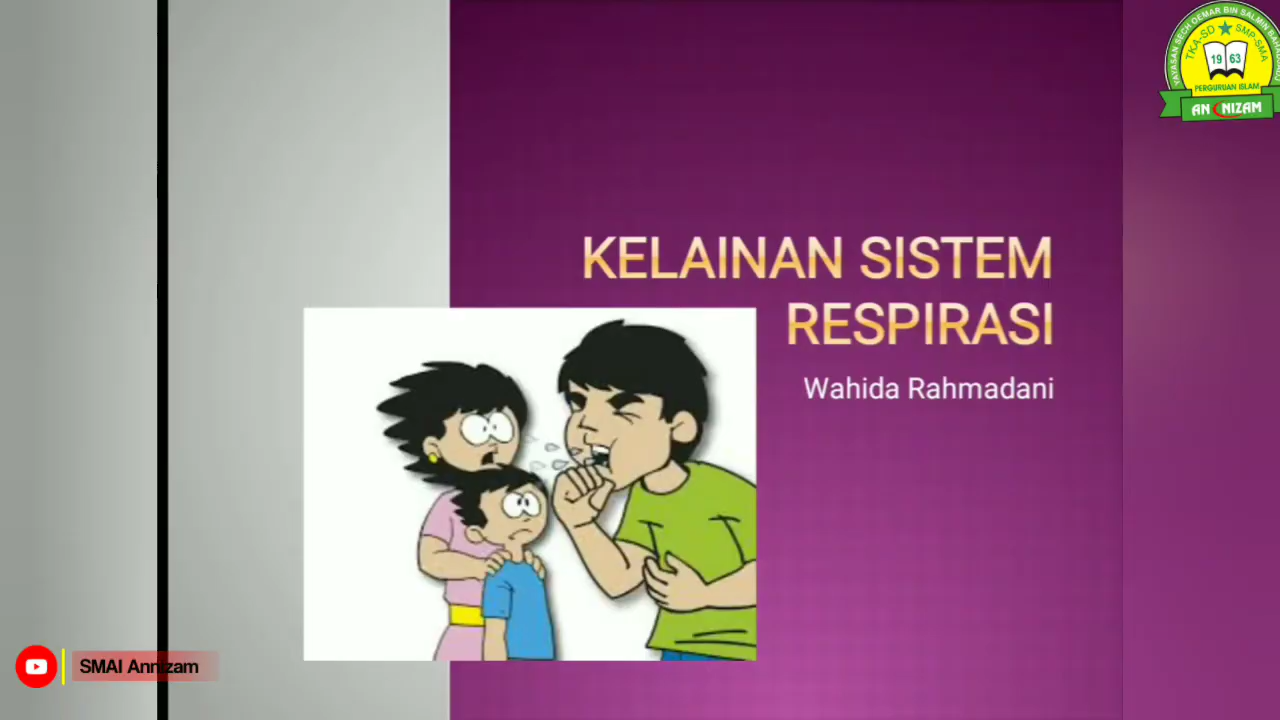 KELAINAN SISTEM
RESPIRASI
Wahida Rahmadani
TKA-SD SMP-SMA
19 63
PERGURUAN ISLAM
AN NIZAM
SMAI Annizam